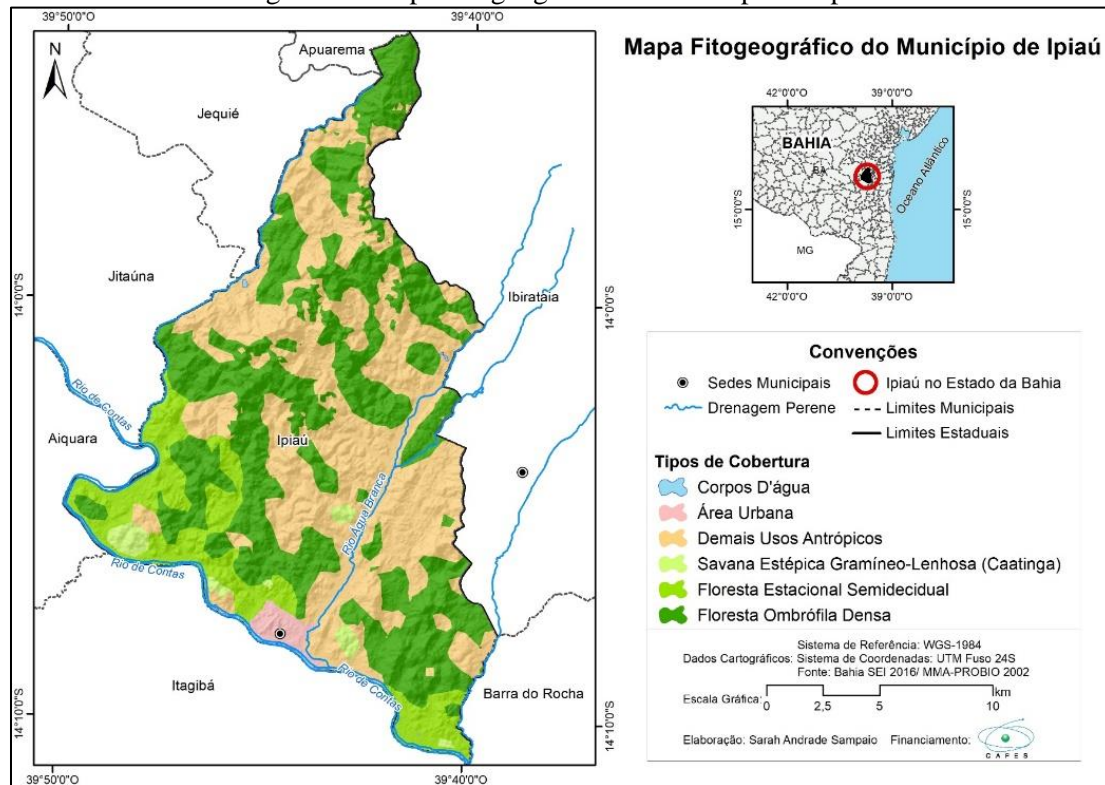 Mapa Fitogeográfico do Município de Ipiaú
39°50'0"O
39°40'0"O
N
Apuarema
Jequié
Jitaúna
14°0'0"S
14°0'0"S
Ibirataia
Rio de Contas
Aiquara
Ipiaú
Rio Água Branca
Rio de Contas
Itagibá
Rio de Contas
Barra do Rocha
14°10'0"S
14°10'0"S
39°50'0"O
39°40'0"O
42°0'0"O
39°0'0"O
BAHIA
BA
Oceano Atlântico
15°0'0"S
15°0'0"S
MG
42°0'0"O
39°0'0"O
Convenções
Sedes Municipais
Ipiaú no Estado da Bahia
Drenagem Perene
Limites Municipais
Limites Estaduais
Tipos de Cobertura
Corpos D'água
Área Urbana
Demais Usos Antrópicos
Savana Estépica Gramíneo-Lenhosa (Caatinga)
Floresta Estacional Semidecidual
Floresta Ombrófila Densa
Sistema de Referência: WGS-1984
Dados Cartográficos: Sistema de Coordenadas: UTM Fuso 24S
Fonte: Bahia SEI 2016/ MMA-PROBIO 2002
Escala Gráfica:
km
0 2,5 5 10
Elaboração: Sarah Andrade Sampaio Financiamento:
CAPES